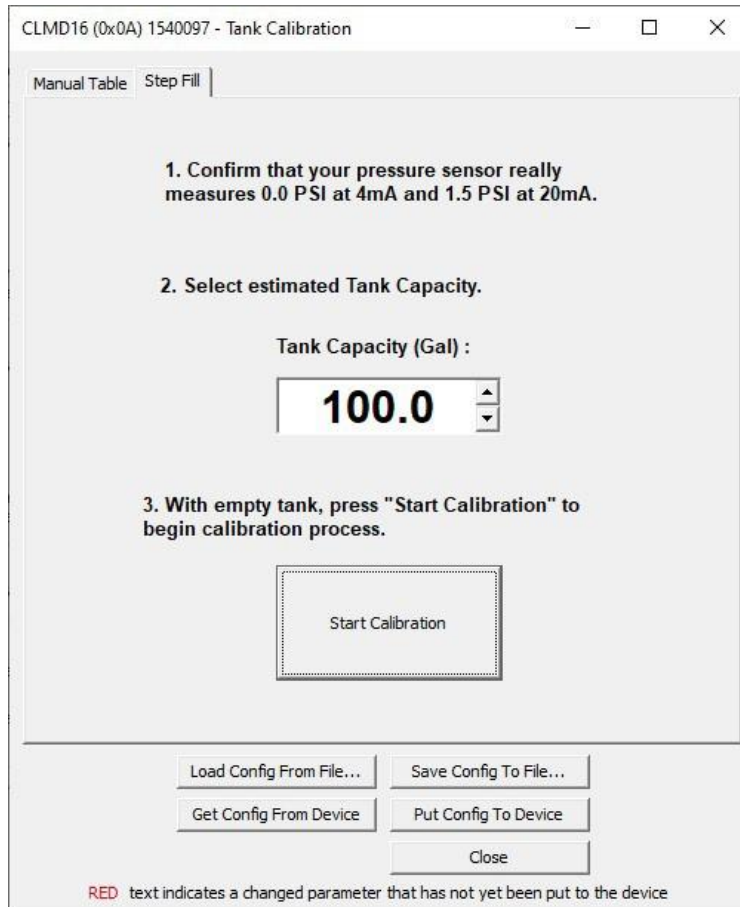 CLMD16 (0x0A) 1540097 - Tank Calibration
Manual Table
Step Fill
1. Confirm that your pressure sensor really
measures 0.0 PSI at 4mA and 1.5 PSI at 20mA.
2. Select estimated Tank Capacity.
Tank Capacity (Gal) :
100.0
3. With empty tank, press "Start Calibration" to
begin calibration process.
Start Calibration
Load Config From File...
Save Config To File...
Get Config From Device
Put Config To Device
Close
RED text indicates a changed parameter that has not yet been put to the device